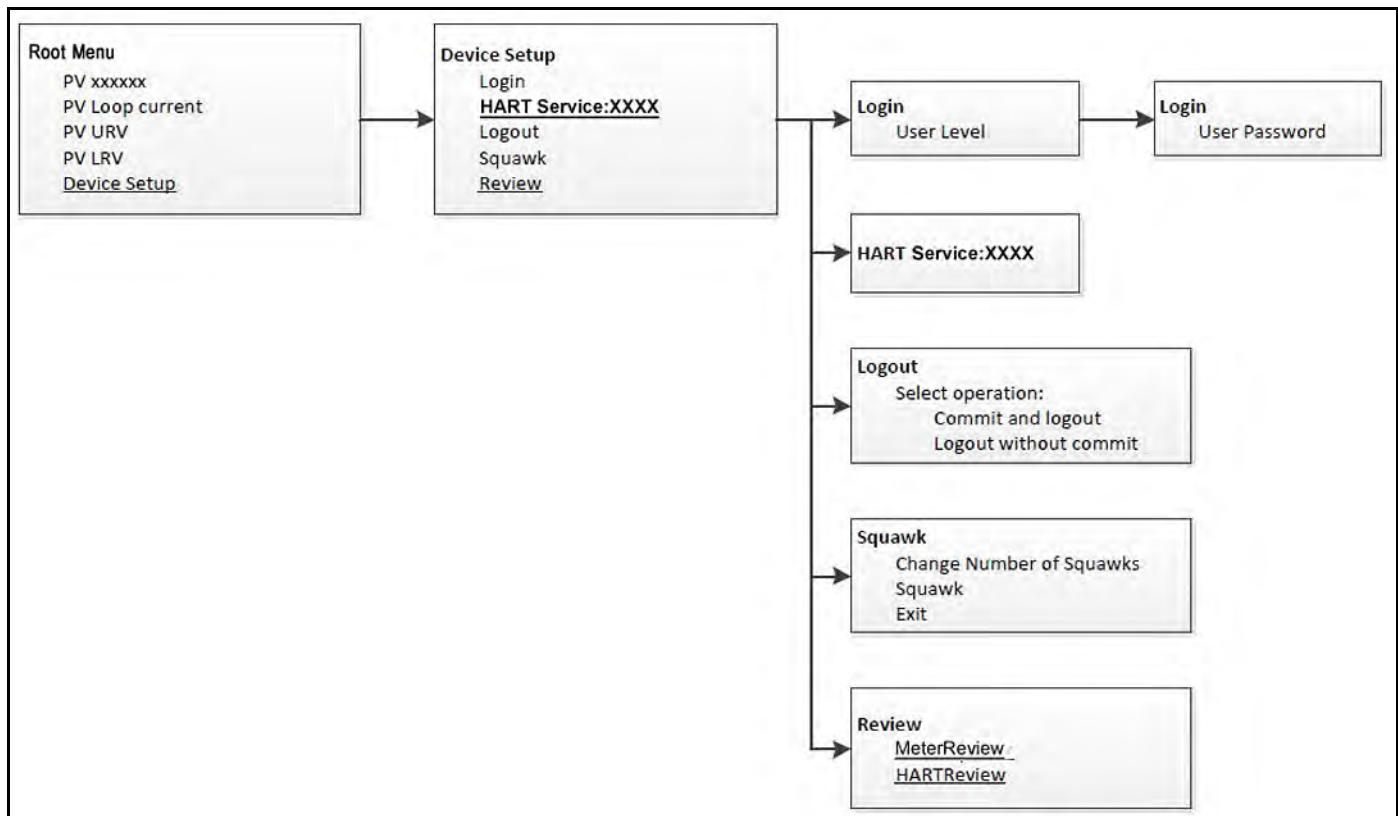 Root Menu
PV xxxxxx
PV Loop current
PV URV
PV LRV
Device Setup
Device Setup
Login
HART Service:XXXX
Logout
Squawk
Review
Login
User Level
Login
User Password
HART Service:XXXX
Logout
Select operation:
Commit and logout
Logout without commit
Squawk
Change Number of Squawks
Squawk
Exit
Review
MeterReview
HARTReview